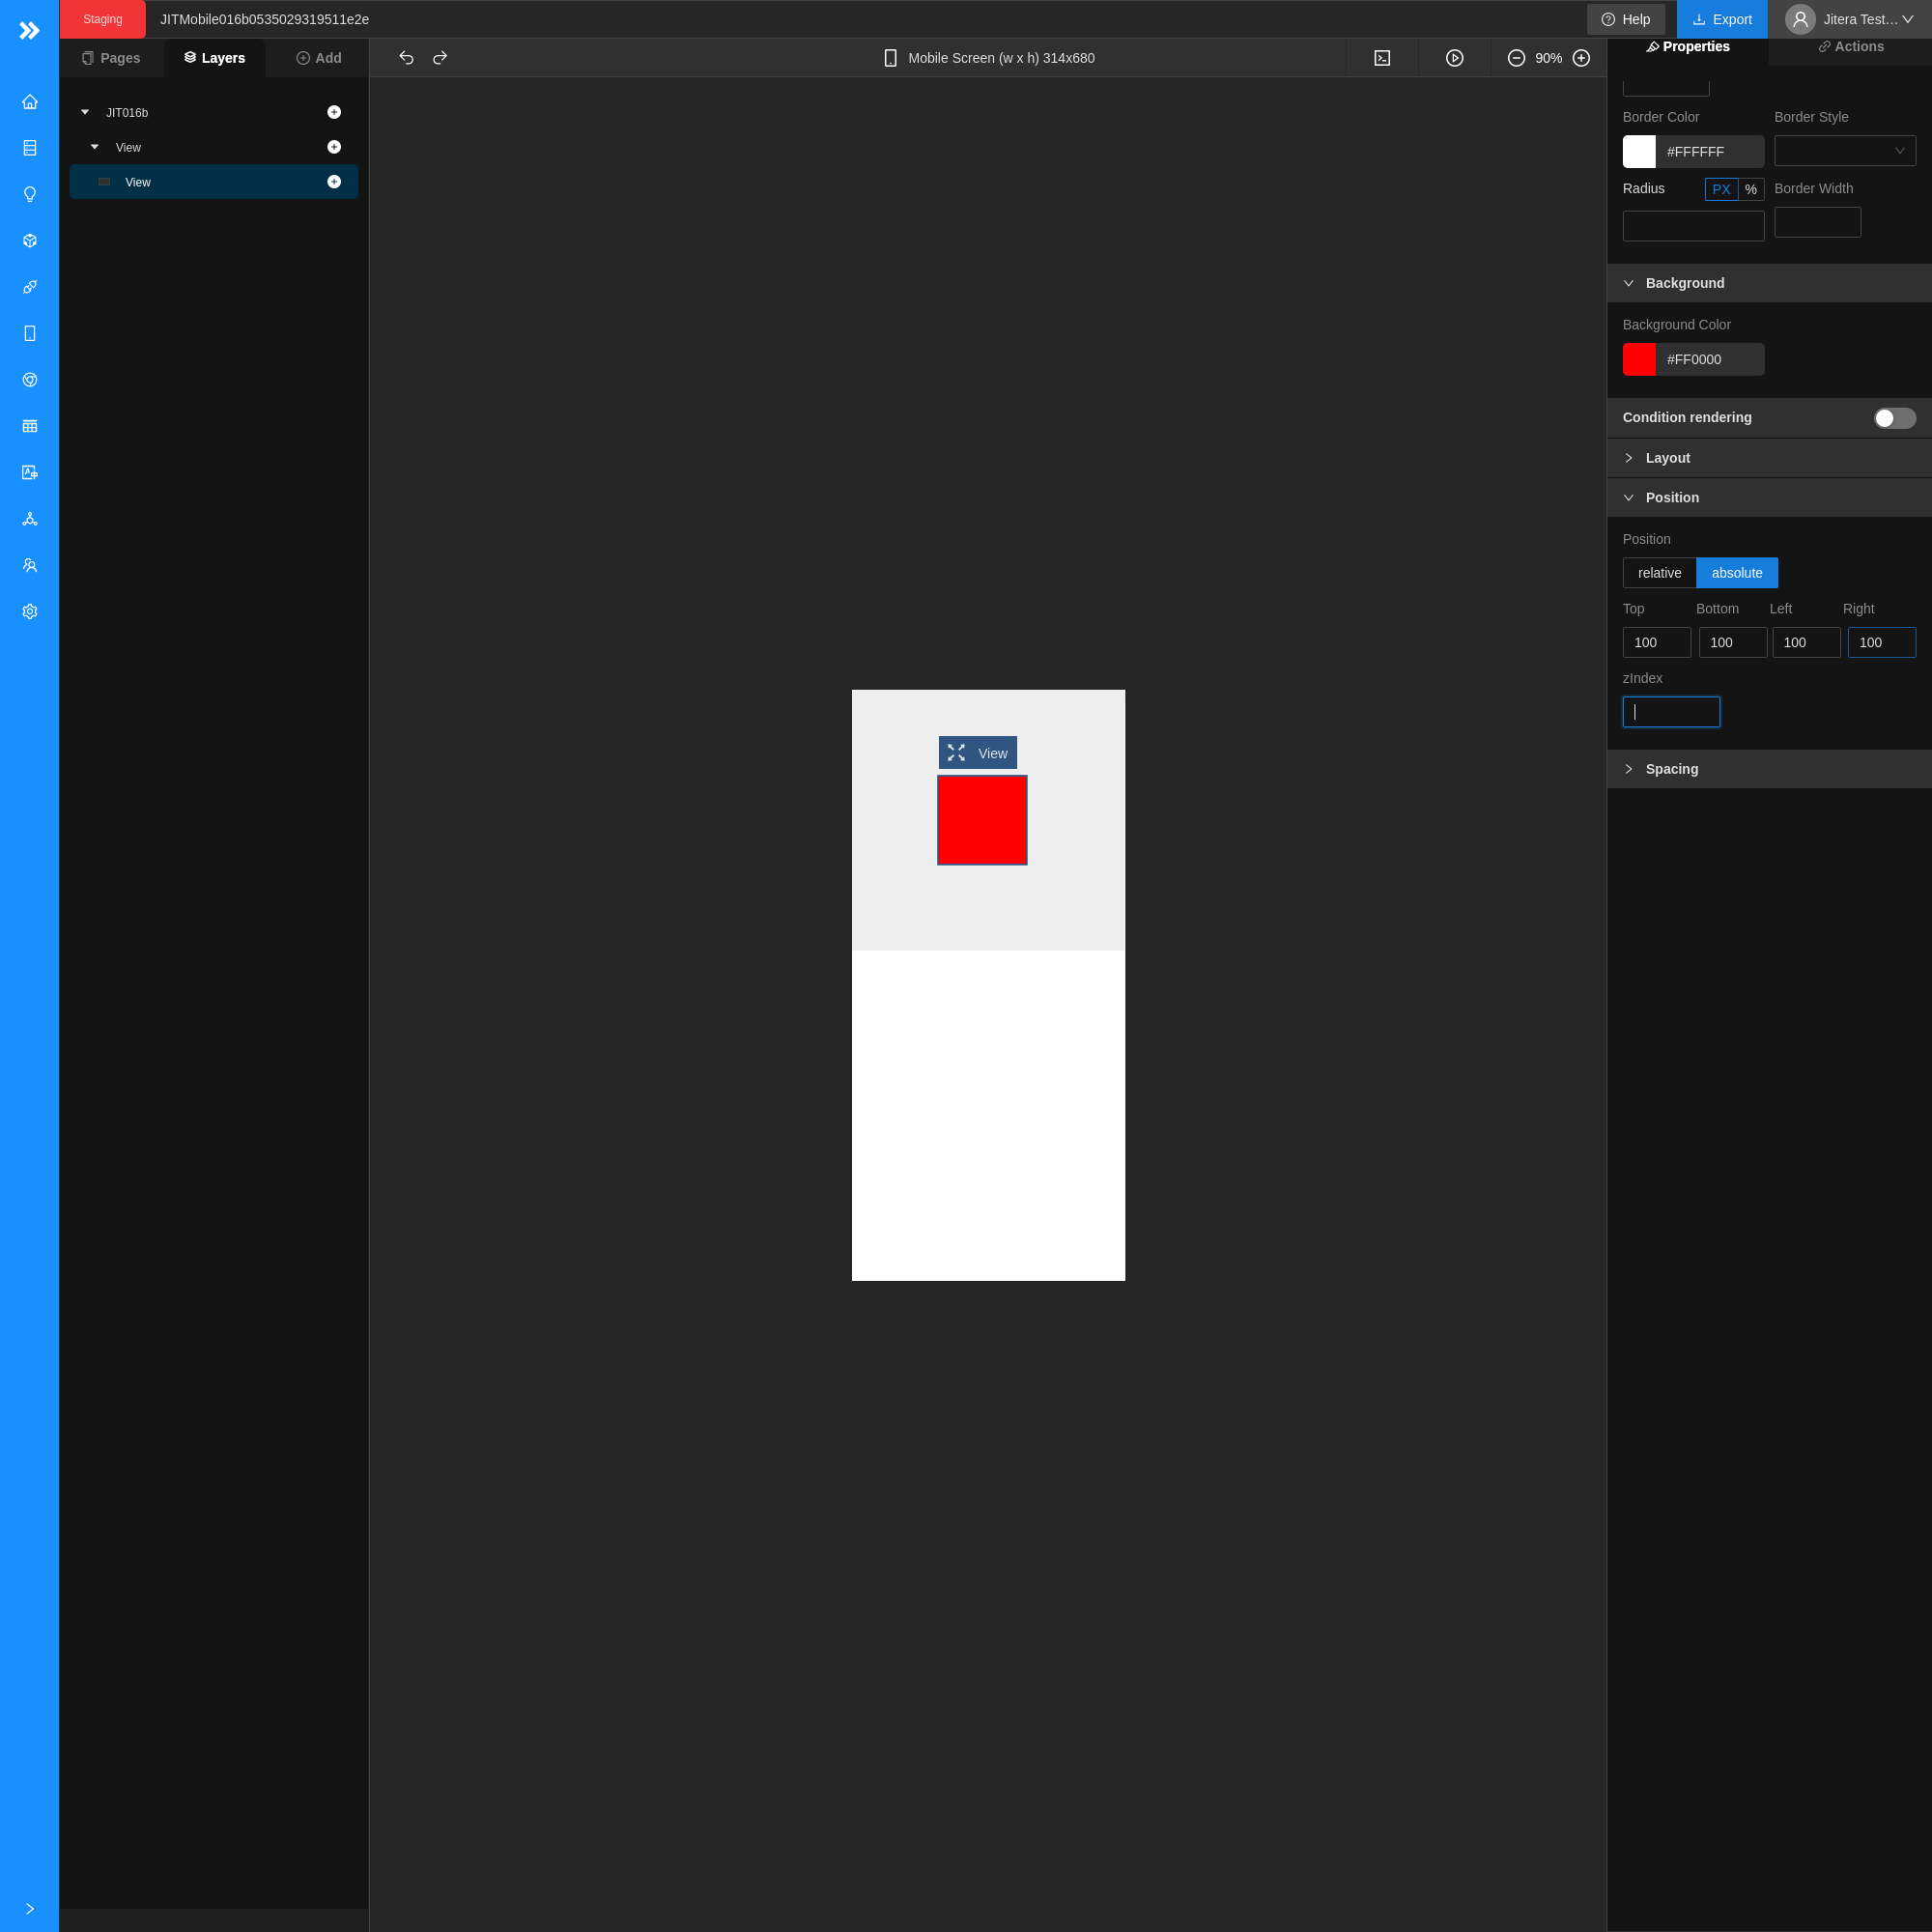 Staging
JITMobile016b0535029319511e2e
Help
Export
Jitera Test...
Pages
Layers
Add
Mobile Screen (w x h) 314x680
90%
Properties
Actions
JIT016b
View
View
Border Color
Border Style
#FFFFFF
Radius
PX
%
Border Width
Background
Background Color
#FF0000
Condition rendering
Layout
Position
Position
relative
absolute
Top
Bottom
Left
Right
100
100
100
100
zIndex
View
Spacing